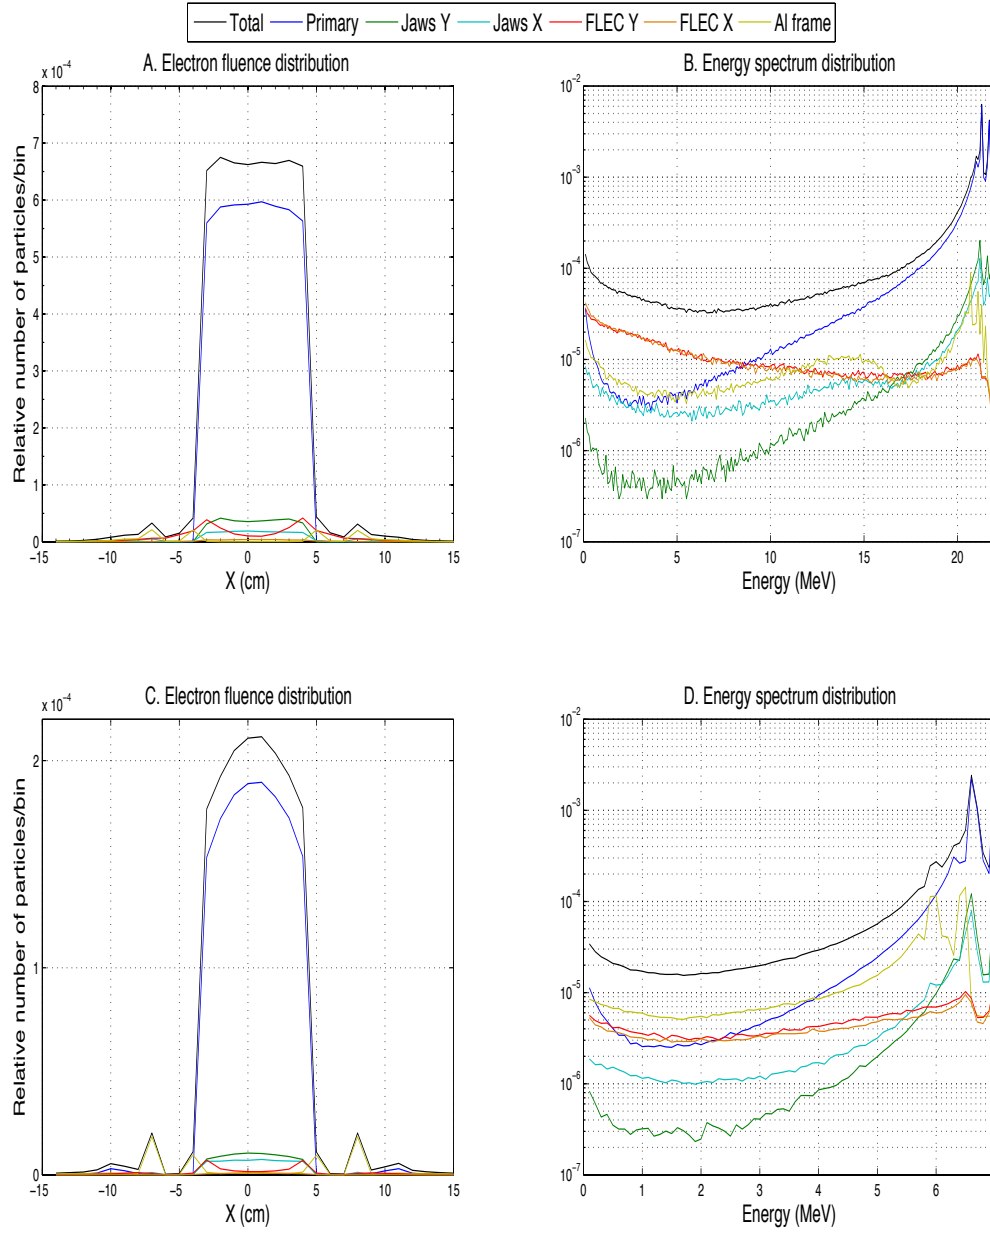 Total Primary Jaws Y Jaws X FLEC Y FLEC X Al frame
A. Electron fluence distribution
x 10⁻⁴
8
7
6
5
4
3
2
1
0
Relative number of particles/bin
−15 −10 −5 0 5 10 15
X (cm)
B. Energy spectrum distribution
10⁻²
10⁻³
10⁻⁴
10⁻⁵
10⁻⁶
10⁻⁷
0 5 10 15 20
Energy (MeV)
C. Electron fluence distribution
x 10⁻⁴
2
1
0
Relative number of particles/bin
−15 −10 −5 0 5 10 15
X (cm)
D. Energy spectrum distribution
10⁻²
10⁻³
10⁻⁴
10⁻⁵
10⁻⁶
10⁻⁷
0 1 2 3 4 5 6
Energy (MeV)